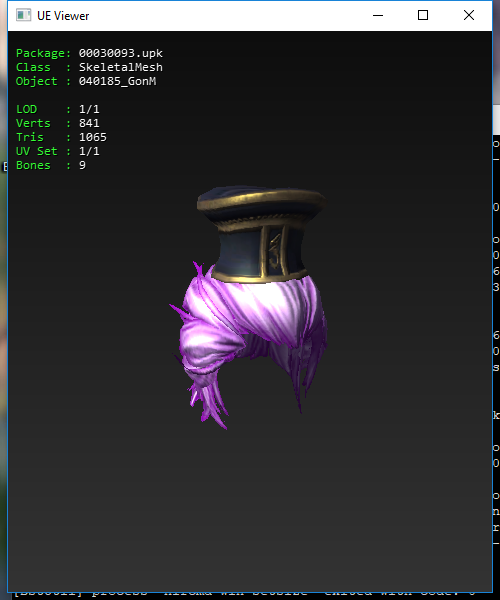 UE Viewer
Package: 00030093.upk
Class : SkeletalMesh
Object : 040185_GonM
LOD : 1/1
Verts : 841
Tris : 1065
UV Set : 1/1
Bones : 9